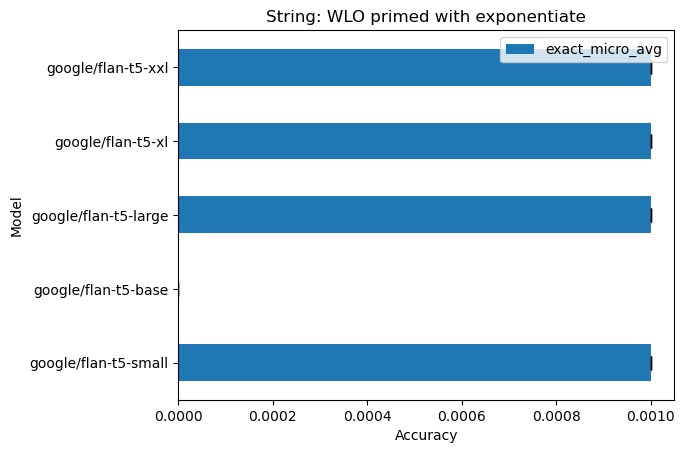 String: WLO primed with exponentiate
exact_micro_avg
google/flan-t5-xxl
google/flan-t5-xl
google/flan-t5-large
google/flan-t5-base
google/flan-t5-small
Model
0.0000 0.0002 0.0004 0.0006 0.0008 0.0010
Accuracy